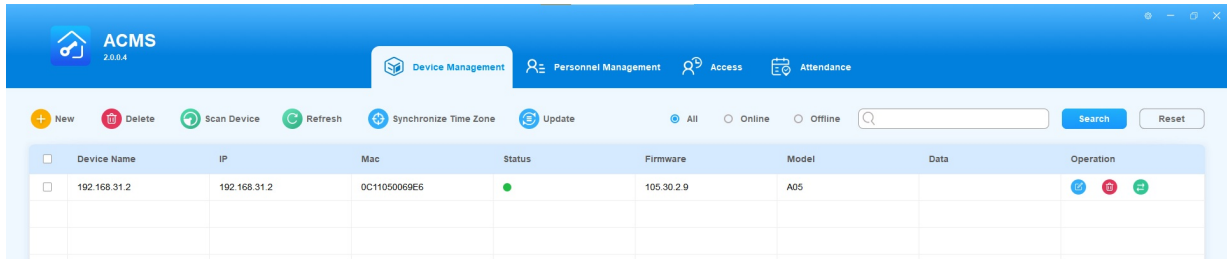 ACMS
2.0.0.4
Device Management Personnel Management Access Attendance
New Delete Scan Device Refresh Synchronize Time Zone Update All Online Offline Search Reset
Device Name IP Mac Status Firmware Model Data Operation
192.168.31.2 192.168.31.2 0C11050069E6 105.30.2.9 A05